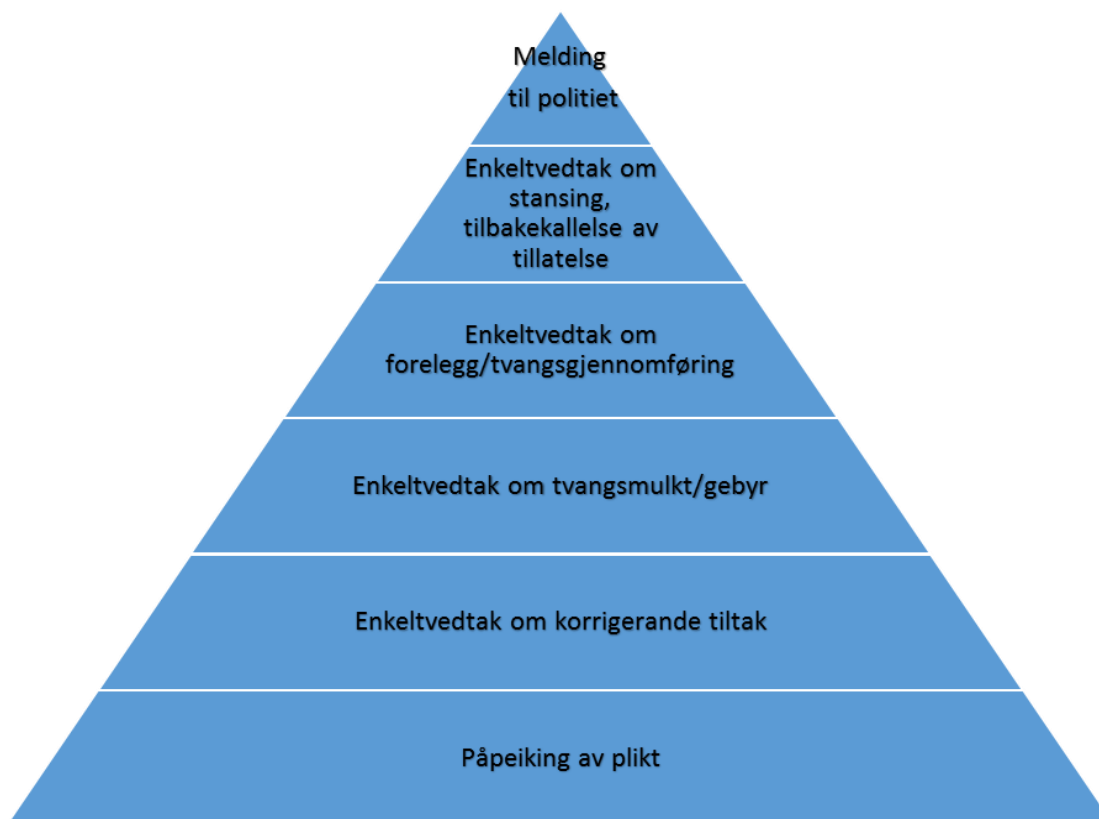 Melding
til politiet
Enkeltvedtak om
stansing,
tilbakekallelse av
tillatelse
Enkeltvedtak om
forelegg/tvangsgjennomføring
Enkeltvedtak om tvangsmulkt/gebyr
Enkeltvedtak om korrigerande tiltak
Påpeiking av plikt